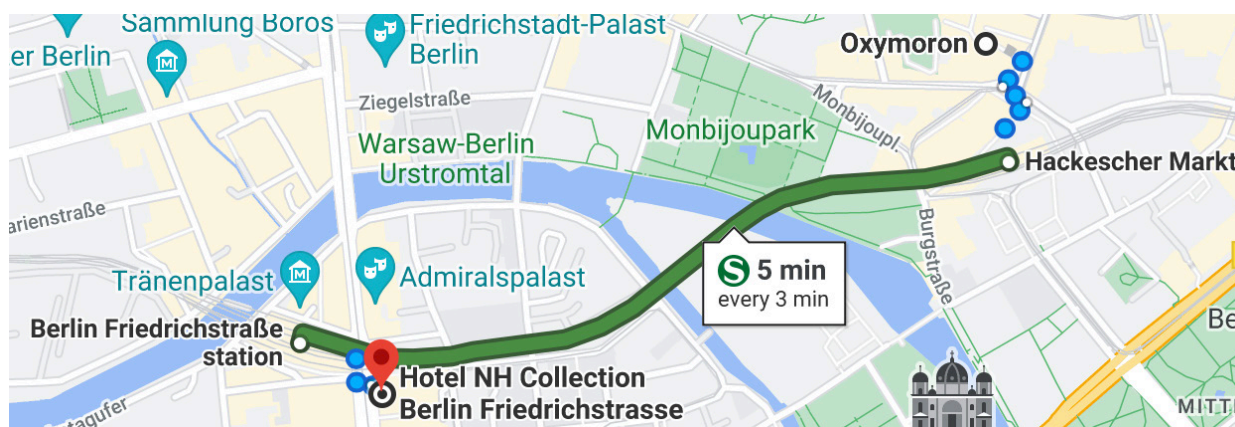 Sammlung Boros
er Berlin
Friedrichstadt-Palast
Berlin
Oxymoron
Ziegelstraße
Monbijoupl.
Monbijoupark
Warsaw-Berlin
Urstromtal
Hackescher Markt
arienstraße
Burgstraße
S 5 min
every 3 min
Tränenpalast
Admiralspalast
Berlin Friedrichstraße
station
Be
Hotel NH Collection
Berlin Friedrichstrasse
MITT
stagufer